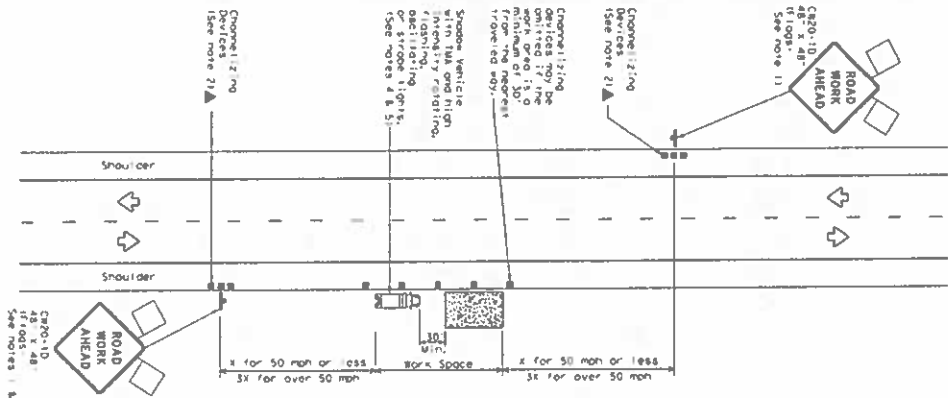 CW20-1D
48" X 48"
(Flags-
See note 1)
ROAD
WORK
AHEAD
Channelizing
Devices
(See note 2)
Channelizing
devices may be
omitted if the
work area is a
minimum of 30'
from the nearest
traveled way.
Shadow Vehicle
with TMA and high
intensity rotating,
flashing,
oscillating
or strobe lights.
(See notes 4 & 5)
Channelizing
Devices
(See note 2)
Shoulder
Shoulder
30'
Min.
X for 50 mph or less
3X for over 50 mph
Work Space
X for 50 mph or less
3X for over 50 mph
ROAD
WORK
AHEAD
CW20-1D
48" X 48"
(Flags-
See notes 1 &